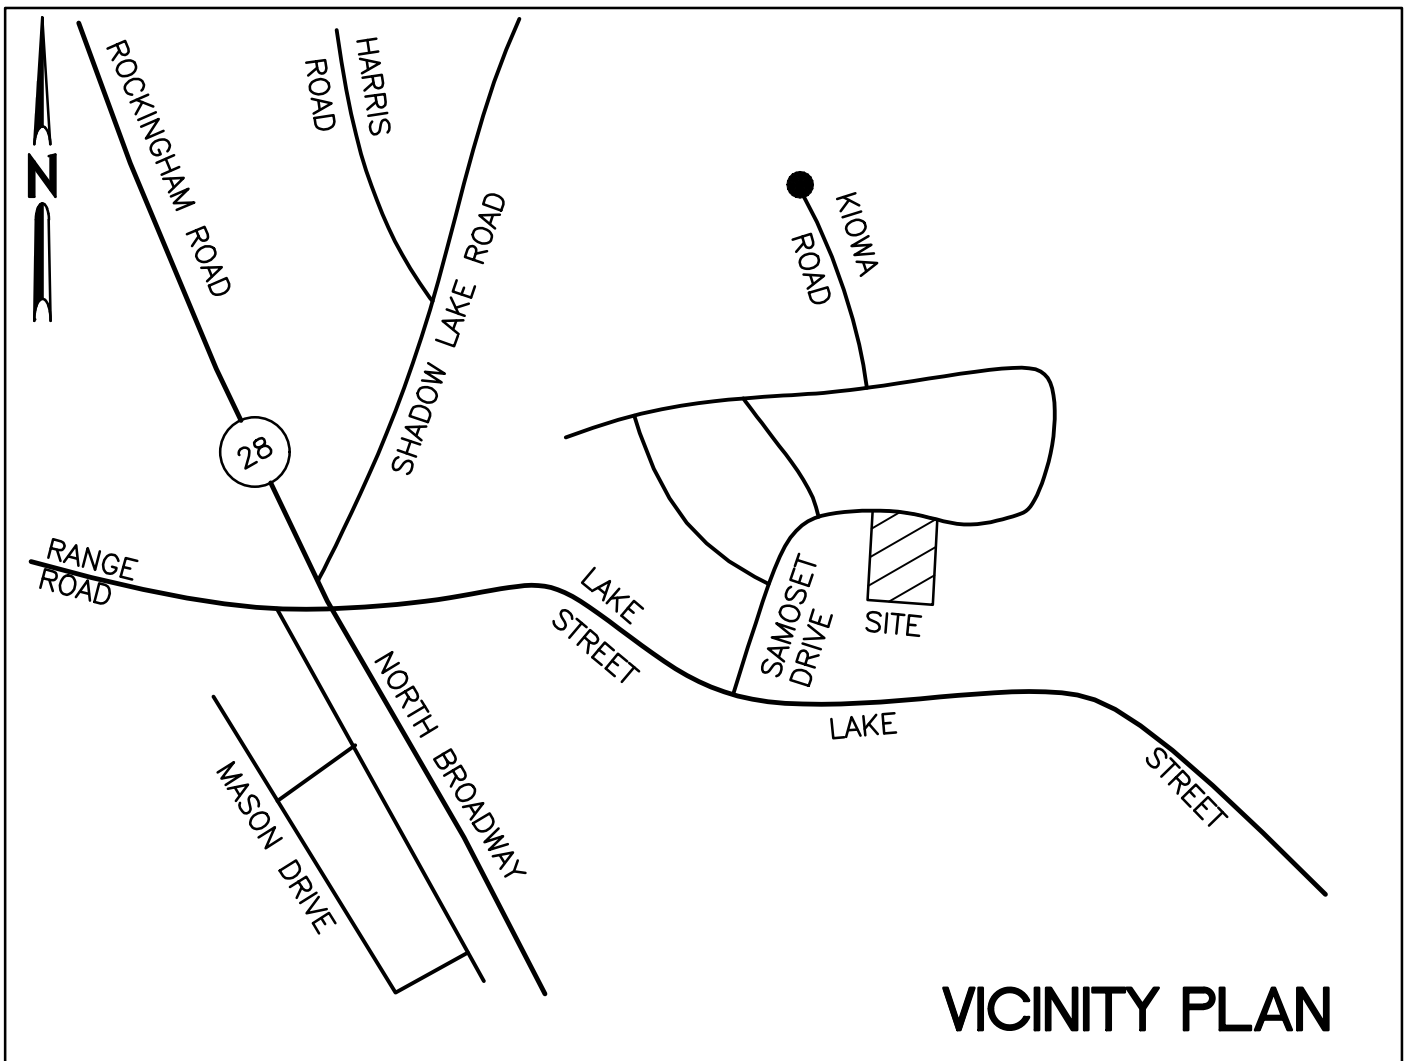 N
ROCKINGHAM ROAD
HARRIS
ROAD
SHADOW LAKE ROAD
KIOWA
ROAD
28
RANGE
ROAD
LAKE
STREET
SAMOSET
DRIVE
SITE
NORTH BROADWAY
LAKE
STREET
MASON DRIVE
VICINITY PLAN